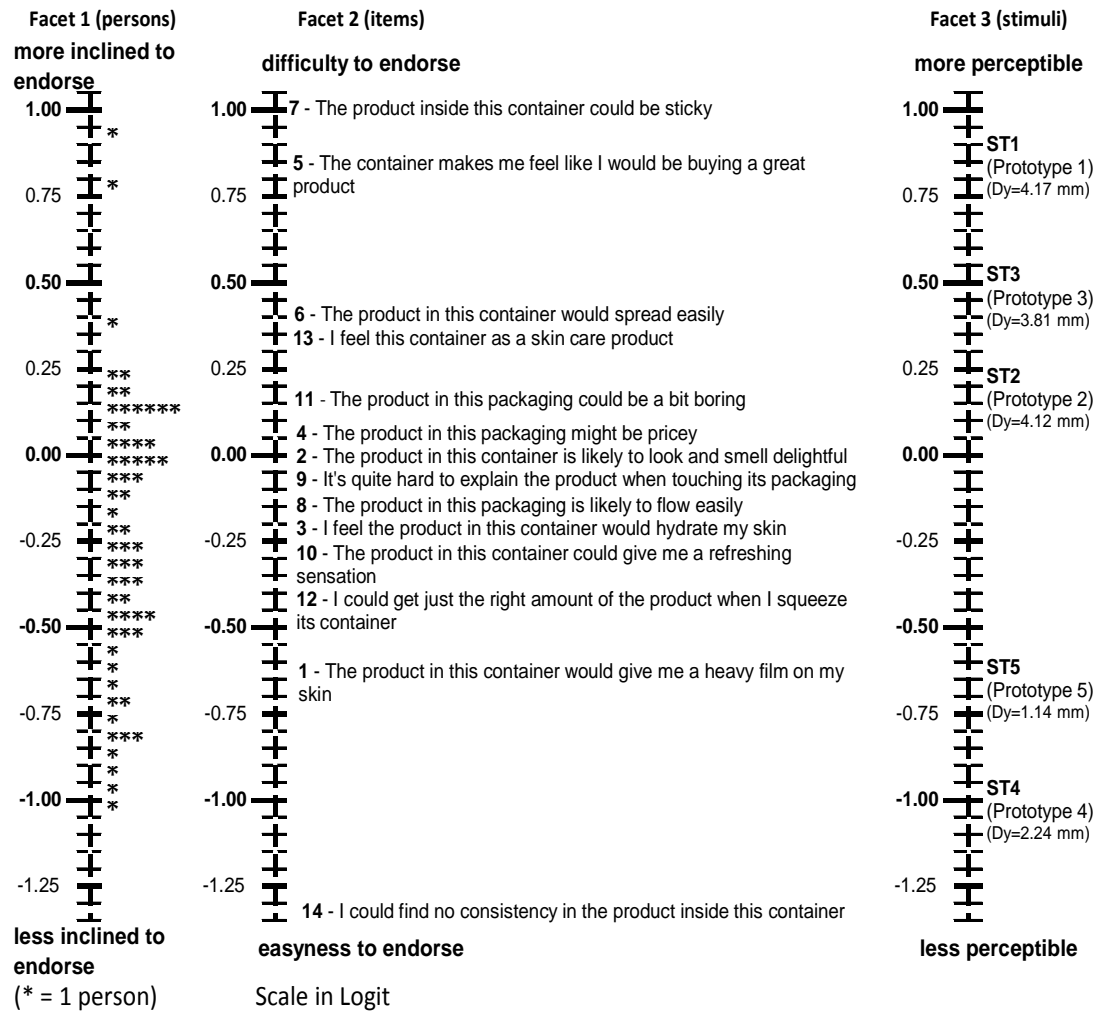 Facet 1 (persons)
more inclined to
endorse
1.00
*
*
0.75
0.50
*
0.25
**
**
******
**
****
0.00
*****
***
**
*
**
-0.25
***
***
***
**
****
-0.50
***
*
*
*
**
-0.75
*
***
*
*
*
-1.00
*
-1.25
less inclined to
endorse
(* = 1 person)
Facet 2 (items)
difficulty to endorse
1.00
7 - The product inside this container could be sticky
5 - The container makes me feel like I would be buying a great
product
0.75
0.50
6 - The product in this container would spread easily
13 - I feel this container as a skin care product
0.25
11 - The product in this packaging could be a bit boring
4 - The product in this packaging might be pricey
0.00
2 - The product in this container is likely to look and smell delightful
9 - It's quite hard to explain the product when touching its packaging
8 - The product in this packaging is likely to flow easily
3 - I feel the product in this container would hydrate my skin
-0.25
10 - The product in this container could give me a refreshing
sensation
12 - I could get just the right amount of the product when I squeeze
its container
-0.50
1 - The product in this container would give me a heavy film on my
skin
-0.75
-1.00
-1.25
14 - I could find no consistency in the product inside this container
easyness to endorse
Scale in Logit
Facet 3 (stimuli)
more perceptible
1.00
ST1
(Prototype 1)
(Dy=4.17 mm)
0.75
ST3
0.50
(Prototype 3)
(Dy=3.81 mm)
0.25
ST2
(Prototype 2)
(Dy=4.12 mm)
0.00
-0.25
-0.50
ST5
(Prototype 5)
(Dy=1.14 mm)
-0.75
ST4
-1.00
(Prototype 4)
(Dy=2.24 mm)
-1.25
less perceptible